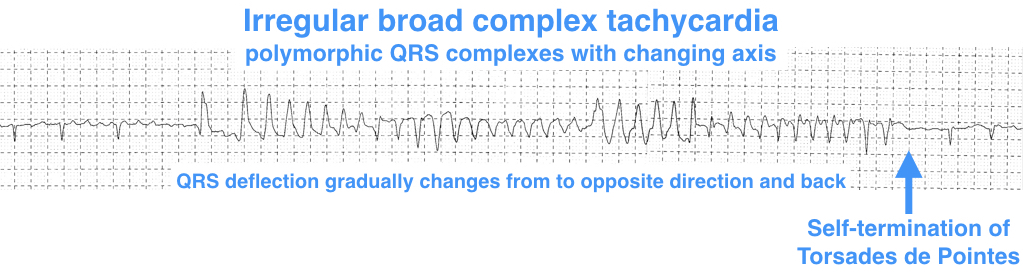 Irregular broad complex tachycardia
polymorphic QRS complexes with changing axis
QRS deflection gradually changes from to opposite direction and back
Self-termination of
Torsades de Pointes